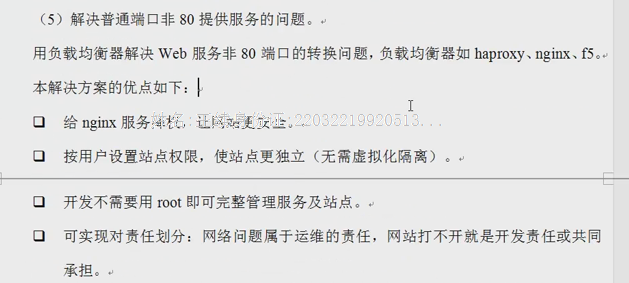 （5）解决普通端口非 80 提供服务的问题。
用负载均衡器解决 Web 服务非 80 端口的转换问题，负载均衡器如 haproxy、nginx、f5。
本解决方案的优点如下：
给 nginx 服务降权，让网站更安全。
按用户设置站点权限，使站点更独立（无需虚拟化隔离）。
开发不需要用 root 即可完整管理服务及站点。
可实现对责任划分：网络问题属于运维的责任，网站打不开就是开发责任或共同
承担。